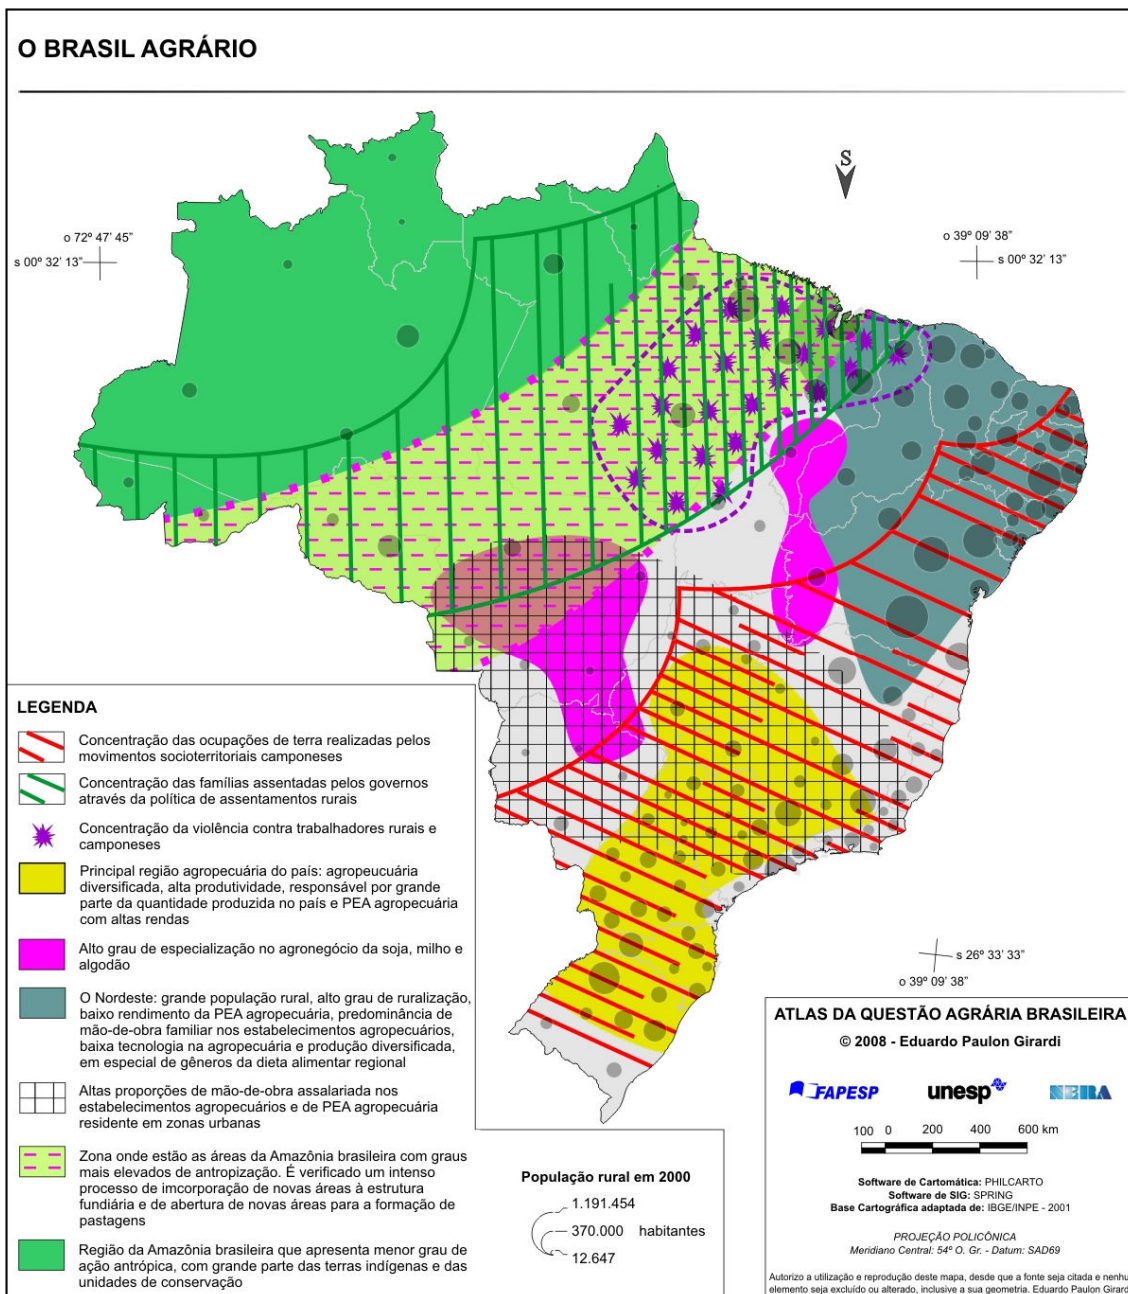 O BRASIL AGRÁRIO
S
o 72º 47' 45"
s 00º 32' 13"
o 39º 09' 38"
s 00º 32' 13"
LEGENDA
Concentração das ocupações de terra realizadas pelos
movimentos socioterritoriais camponeses
Concentração das famílias assentadas pelos governos
através da política de assentamentos rurais
Concentração da violência contra trabalhadores rurais e
camponeses
Principal região agropecuária do país: agropeucuária
diversificada, alta produtividade, responsável por grande
parte da quantidade produzida no país e PEA agropecuária
com altas rendas
Alto grau de especialização no agronegócio da soja, milho e
algodão
O Nordeste: grande população rural, alto grau de ruralização,
baixo rendimento da PEA agropecuária, predominância de
mão-de-obra familiar nos estabelecimentos agropecuários,
baixa tecnologia na agropecuária e produção diversificada,
em especial de gêneros da dieta alimentar regional
Altas proporções de mão-de-obra assalariada nos
estabelecimentos agropecuários e de PEA agropecuária
residente em zonas urbanas
Zona onde estão as áreas da Amazônia brasileira com graus
mais elevados de antropização. É verificado um intenso
processo de imcorporação de novas áreas à estrutura
fundiária e de abertura de novas áreas para a formação de
pastagens
Região da Amazônia brasileira que apresenta menor grau de
ação antrópica, com grande parte das terras indígenas e das
unidades de conservação
População rural em 2000
1.191.454
370.000 habitantes
12.647
s 26º 33' 33"
o 39º 09' 38"
ATLAS DA QUESTÃO AGRÁRIA BRASILEIRA
© 2008 - Eduardo Paulon Girardi
FAPESP unesp NERA
100 0 200 400 600 km
Software de Cartomática: PHILCARTO
Software de SIG: SPRING
Base Cartográfica adaptada de: IBGE/INPE - 2001
PROJEÇÃO POLICÔNICA
Meridiano Central: 54º O. Gr. - Datum: SAD69
Autorizo a utilização e reprodução deste mapa, desde que a fonte seja citada e nenhu
elemento seja excluído ou alterado, inclusive a sua geometria. Eduardo Paulon Girard